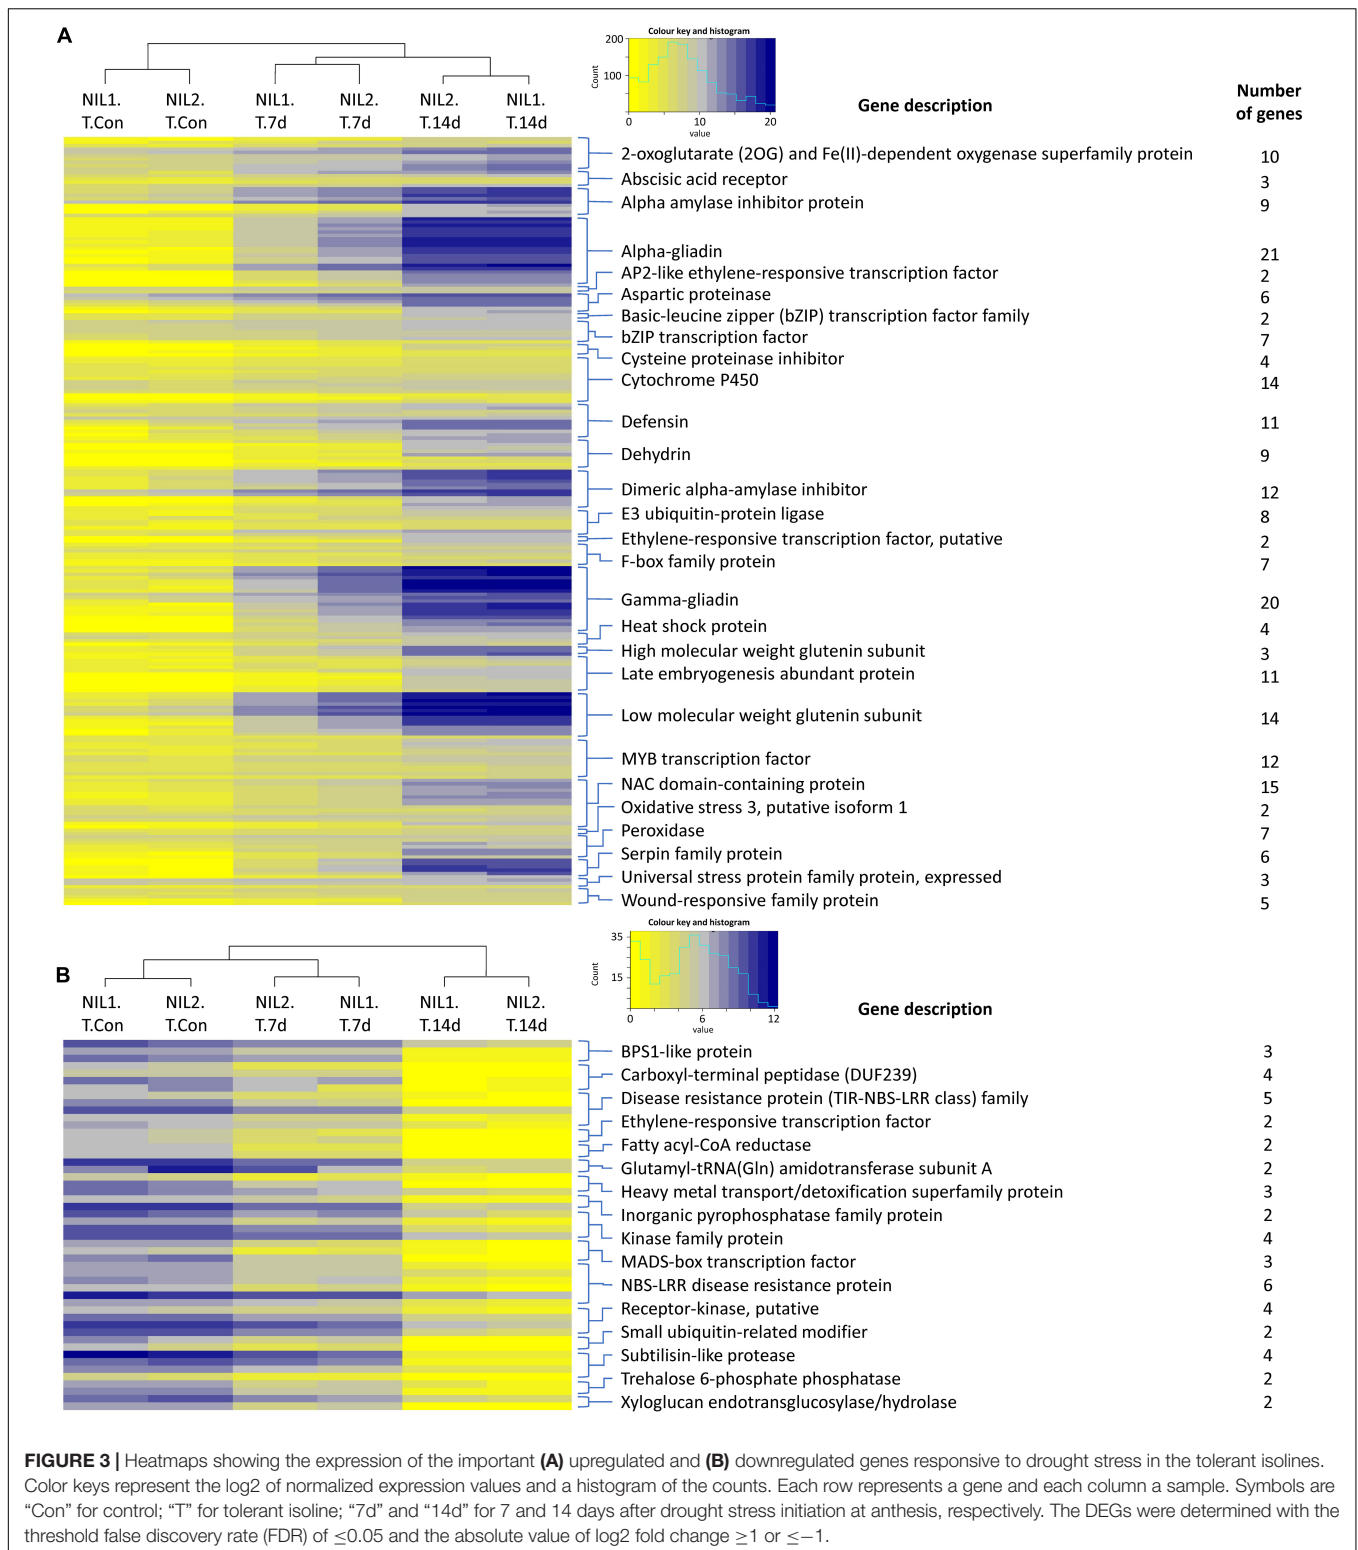 A
NIL1. NIL2. NIL1. NIL2. NIL2. NIL1.
T.Con T.Con T.7d T.7d T.14d T.14d
Colour key and histogram
Count
200
100
0 10 20
value
Gene description
Number
of genes
2-oxoglutarate (2OG) and Fe(II)-dependent oxygenase superfamily protein 10
Abscisic acid receptor 3
Alpha amylase inhibitor protein 9
Alpha-gliadin 21
AP2-like ethylene-responsive transcription factor 2
Aspartic proteinase 6
Basic-leucine zipper (bZIP) transcription factor family 2
bZIP transcription factor 7
Cysteine proteinase inhibitor 4
Cytochrome P450 14
Defensin 11
Dehydrin 9
Dimeric alpha-amylase inhibitor 12
E3 ubiquitin-protein ligase 8
Ethylene-responsive transcription factor, putative 2
F-box family protein 7
Gamma-gliadin 20
Heat shock protein 4
High molecular weight glutenin subunit 3
Late embryogenesis abundant protein 11
Low molecular weight glutenin subunit 14
MYB transcription factor 12
NAC domain-containing protein 15
Oxidative stress 3, putative isoform 1 2
Peroxidase 7
Serpin family protein 6
Universal stress protein family protein, expressed 3
Wound-responsive family protein 5
B
NIL1. NIL2. NIL2. NIL1. NIL1. NIL2.
T.Con T.Con T.7d T.7d T.14d T.14d
Colour key and histogram
Count
35
15
0 6 12
value
Gene description
BPS1-like protein 3
Carboxyl-terminal peptidase (DUF239) 4
Disease resistance protein (TIR-NBS-LRR class) family 5
Ethylene-responsive transcription factor 2
Fatty acyl-CoA reductase 2
Glutamyl-tRNA(Gln) amidotransferase subunit A 2
Heavy metal transport/detoxification superfamily protein 3
Inorganic pyrophosphatase family protein 2
Kinase family protein 4
MADS-box transcription factor 3
NBS-LRR disease resistance protein 6
Receptor-kinase, putative 4
Small ubiquitin-related modifier 2
Subtilisin-like protease 4
Trehalose 6-phosphate phosphatase 2
Xyloglucan endotransglucosylase/hydrolase 2
FIGURE 3 | Heatmaps showing the expression of the important (A) upregulated and (B) downregulated genes responsive to drought stress in the tolerant isolines.
Color keys represent the log2 of normalized expression values and a histogram of the counts. Each row represents a gene and each column a sample. Symbols are
“Con” for control; “T” for tolerant isoline; “7d” and “14d” for 7 and 14 days after drought stress initiation at anthesis, respectively. The DEGs were determined with the
threshold false discovery rate (FDR) of ≤0.05 and the absolute value of log2 fold change ≥1 or ≤−1.